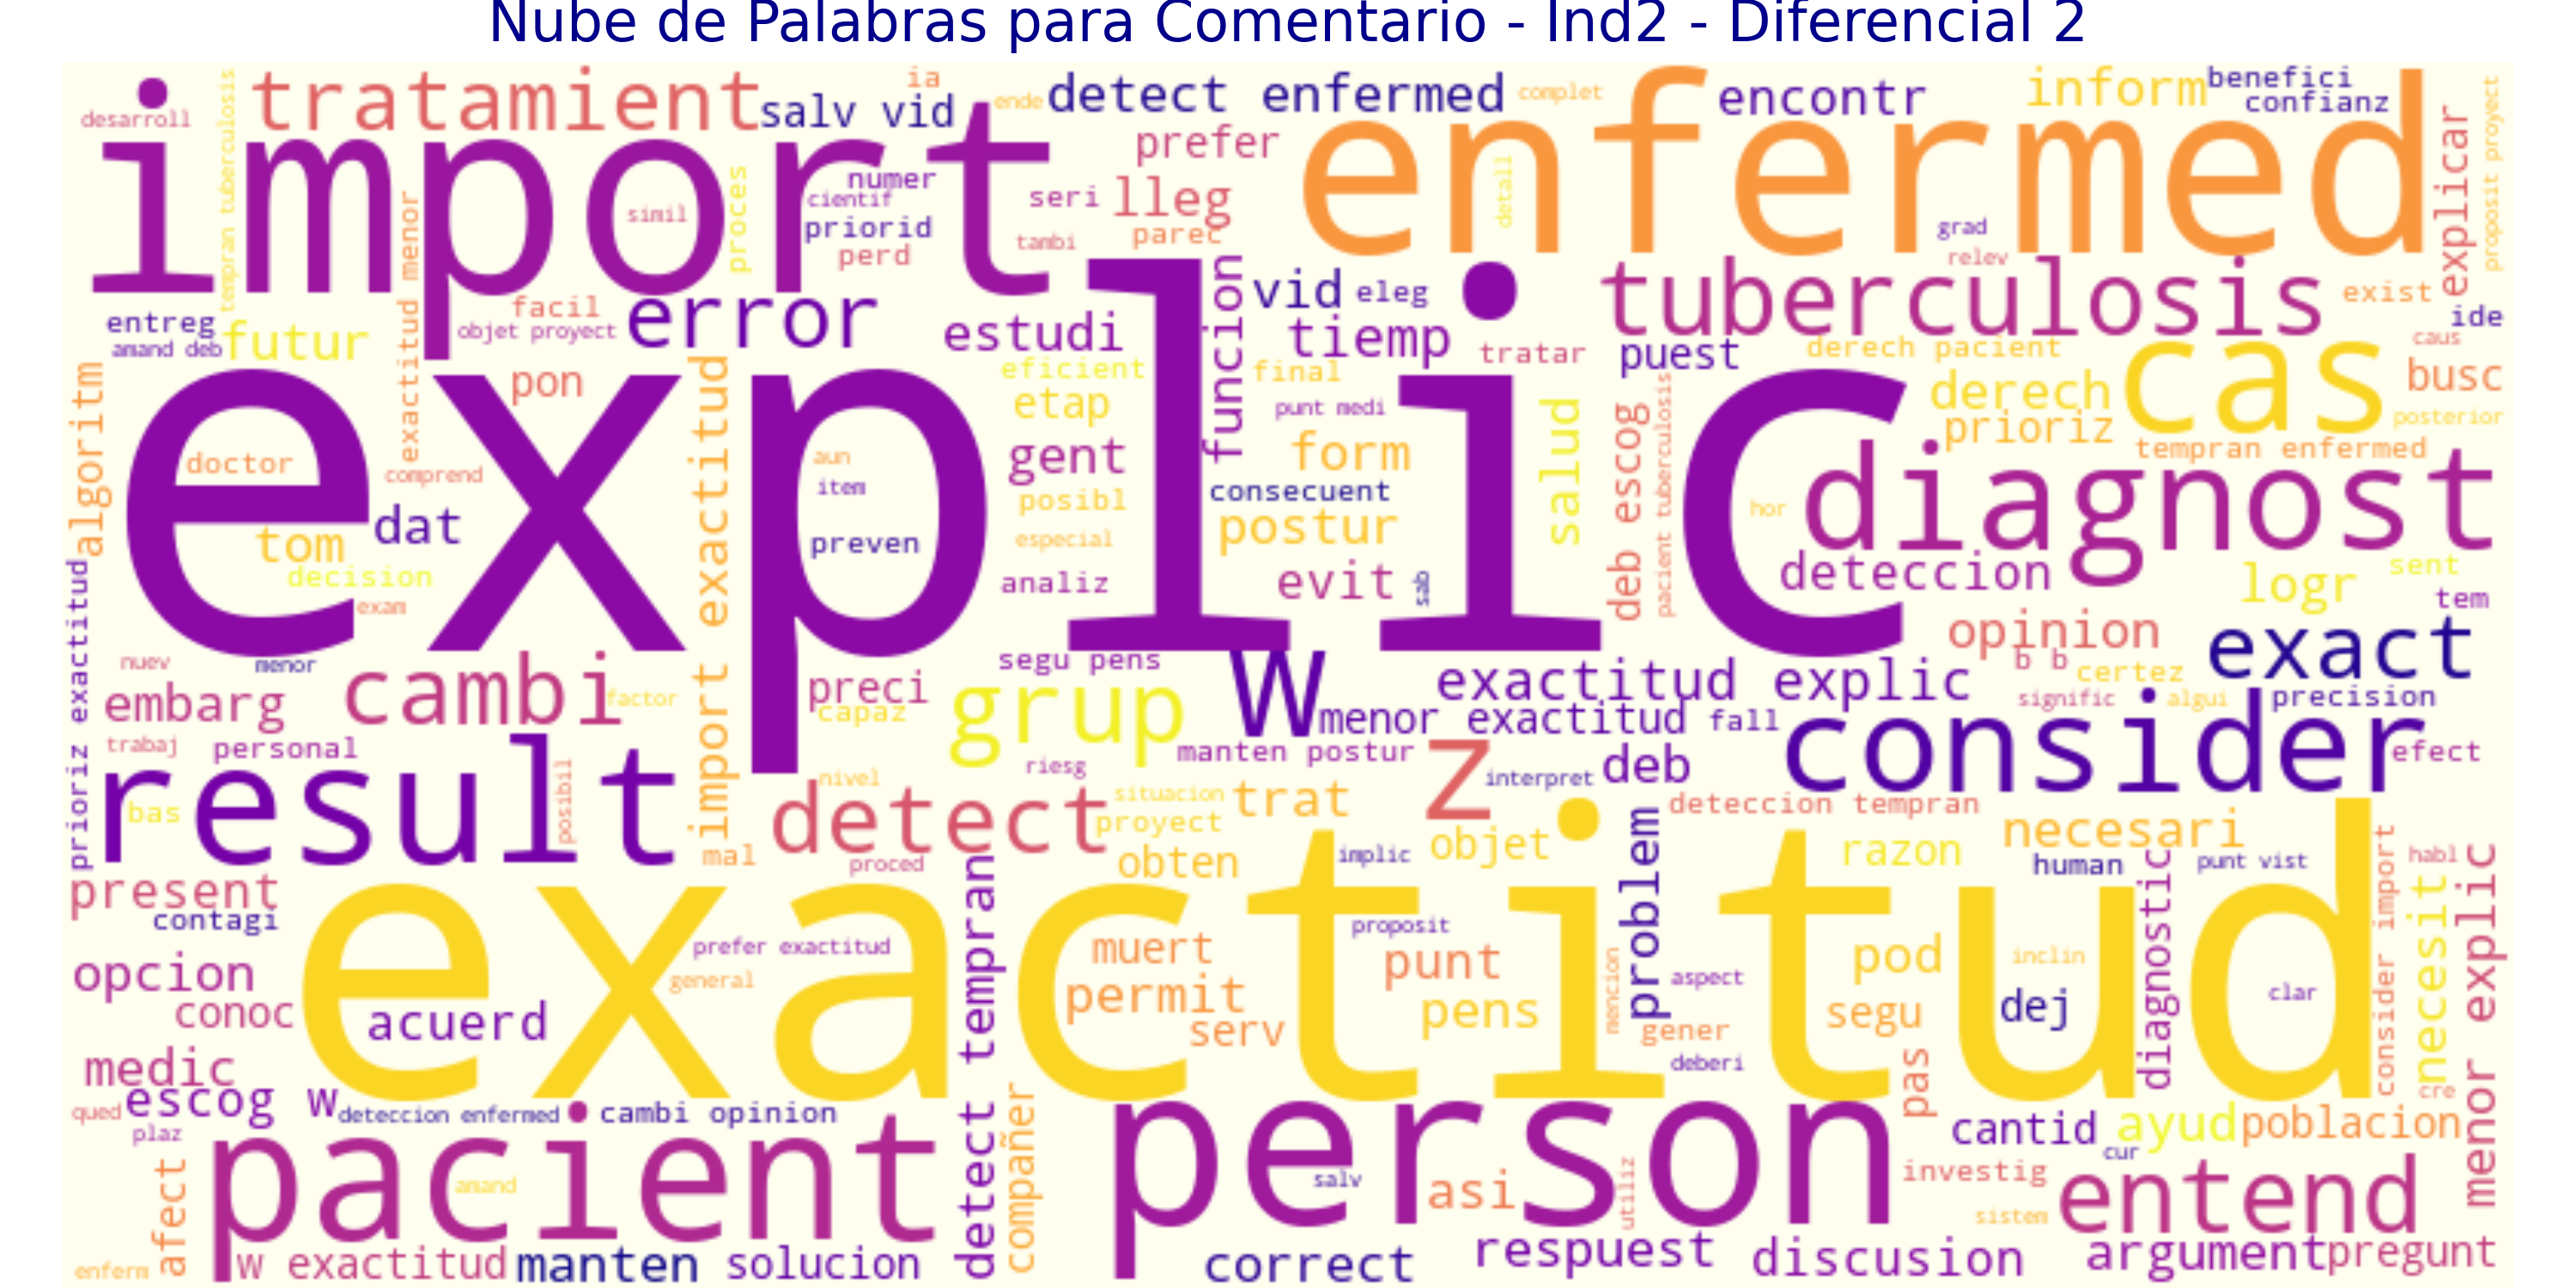 Nube de Palabras para Comentario - Ind2 - Diferencial 2
desarroll
tempran tuberculosis
tratamient
ia
salv vid
ende
detect enfermed
complet
encontr
inform
benefici
confianz
proposit proyect
explicar
import
enfermed
prefer
detall
numer
cientif
priorid
perd
simil
proces
seri
lleg
tambi
parec
grad
relev
exactitud menor
facil
objet proyect
error
estudi
funcion
vid
eleg
tiemp
tratar
tuberculosis
exist
ide
caus
entreg
amand deb
futur
pon
import exactitud
eficient
etap
final
punt medi
puest
derech pacient
derech
prioriz
cas
busc
posterior
tempran enfermed
algoritm
explic
doctor
comprend
dat
tom
decision
exam
aun
item
preven
gent
posibl
especial
analiz
form
consecuent
postur
evit
sab
salud
deb escog
pacient tuberculosis
hor
diagnost
deteccion
logr
sent
tem
prioriz exactitud
nuev
menor
embarg
cambi
factor
preci
capaz
segu pens
grup
w
exactitud explic
menor exactitud
fall
opinion
b b
certez
exact
signific
algui
precision
trabaj
personal
manten postur
riesg
z
interpret
deb
consider
efect
result
bas
posibil
nivel
detect
situacion
proyect
trat
deteccion tempran
necesari
mal
proced
obten
implic
objet
problem
razon
human
punt vist
habl
present
contagi
exactitud
prefer exactitud
general
detect tempran
muert
permit
serv
proposit
punt
pens
mencion
aspect
gener
deberi
pod
segu
inclin
dej
diagnostic
clar
consider import
necesit
menor explic
opcion
conoc
acuerd
medic
qued
escog
w
deteccion enfermed
cambi opinion
plaz
compañer
pas
cantid
ayud
poblacion
cre
cur
afect
pacient
amand
person
salv
asi
utiliz
investig
sistem
entend
enferm
w exactitud
manten
solucion
correct
respuest
discusion
argument
pregunt